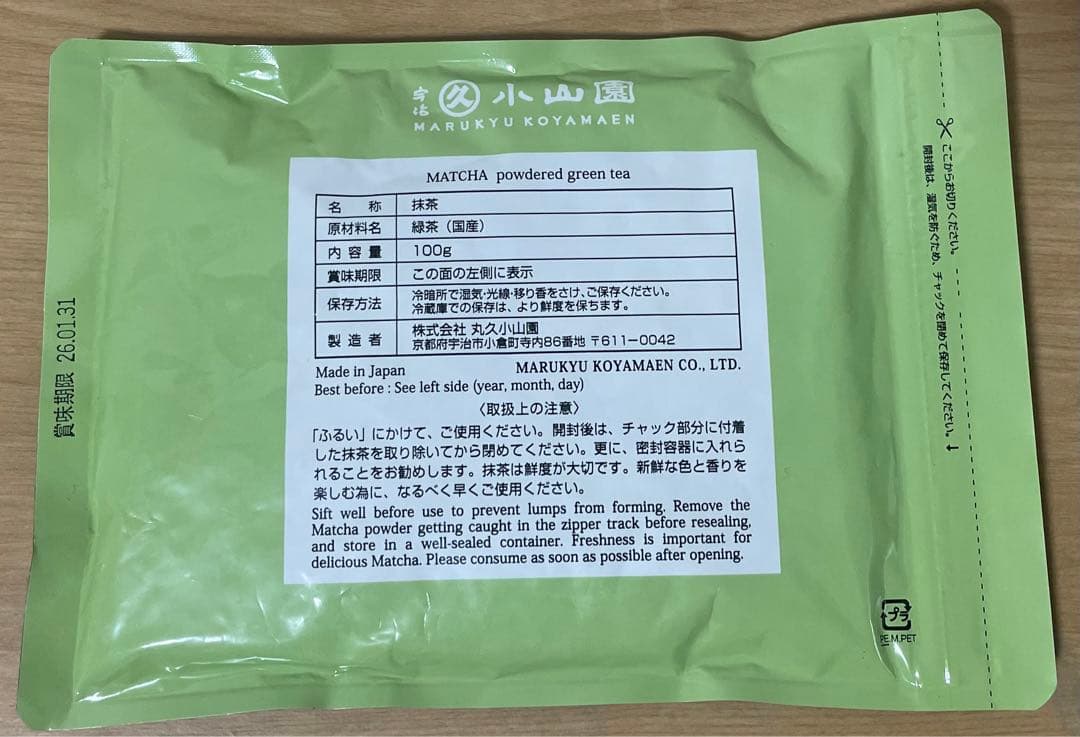 宇治 久 小山園
MARUKYU KOYAMAEN
MATCHA powdered green tea
名 称 抹茶
原材料名 緑茶（国産）
内 容 量 100g
賞味期限 この面の左側に表示
保存方法 冷暗所で湿気・光線・移り香をさけ、ご保存ください。
冷蔵庫での保存は、より鮮度を保ちます。
製 造 者 株式会社 丸久小山園
京都府宇治市小倉町寺内86番地 〒611-0042
Made in Japan MARUKYU KOYAMAEN CO., LTD.
Best before : See left side (year, month, day)
〈取扱上の注意〉
「ふるい」にかけて、ご使用ください。開封後は、チャック部分に付着
した抹茶を取り除いてから閉めてください。更に、密封容器に入れら
れることをお勧めします。抹茶は鮮度が大切です。新鮮な色と香りを
楽しむ為に、なるべく早くご使用ください。
Sift well before use to prevent lumps from forming. Remove the
Matcha powder getting caught in the zipper track before resealing,
and store in a well-sealed container. Freshness is important for
delicious Matcha. Please consume as soon as possible after opening.
賞味期限 26.01.31
ここからお切りください。
開封後は、湿気を防ぐため、チャックを閉めて保存してください。
プラ
PE.M.PET